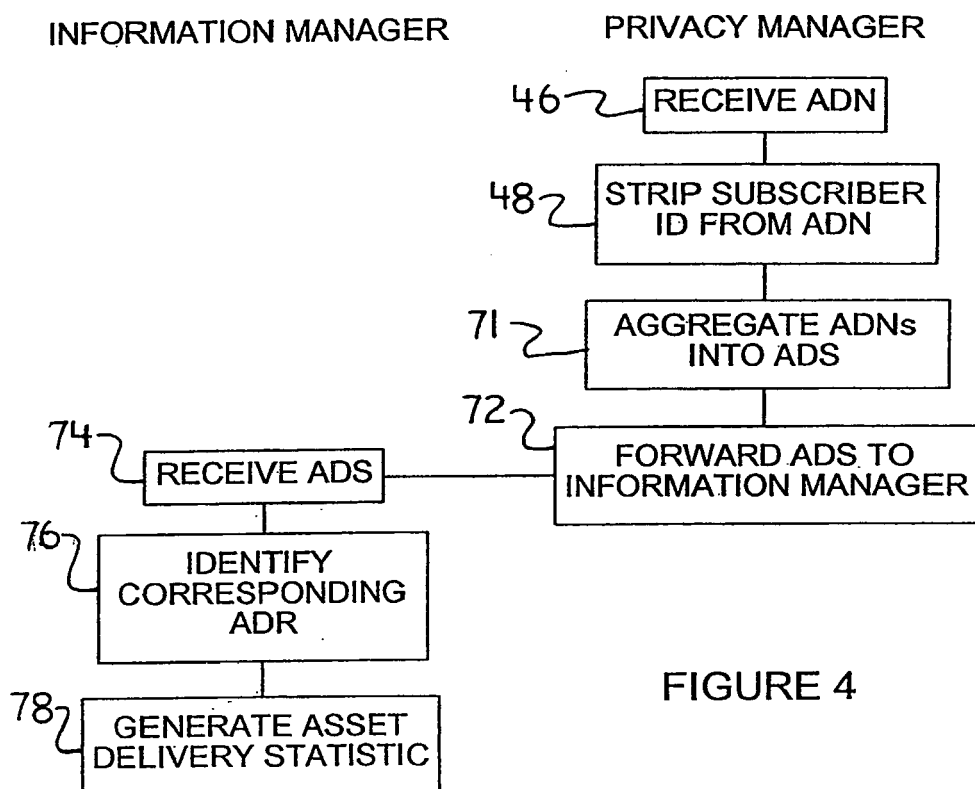 INFORMATION MANAGER
PRIVACY MANAGER
46
RECEIVE ADN
48
STRIP SUBSCRIBER
ID FROM ADN
71
AGGREGATE ADNs
INTO ADS
72
FORWARD ADS TO
INFORMATION MANAGER
74
RECEIVE ADS
76
IDENTIFY
CORRESPONDING
ADR
78
GENERATE ASSET
DELIVERY STATISTIC
FIGURE 4